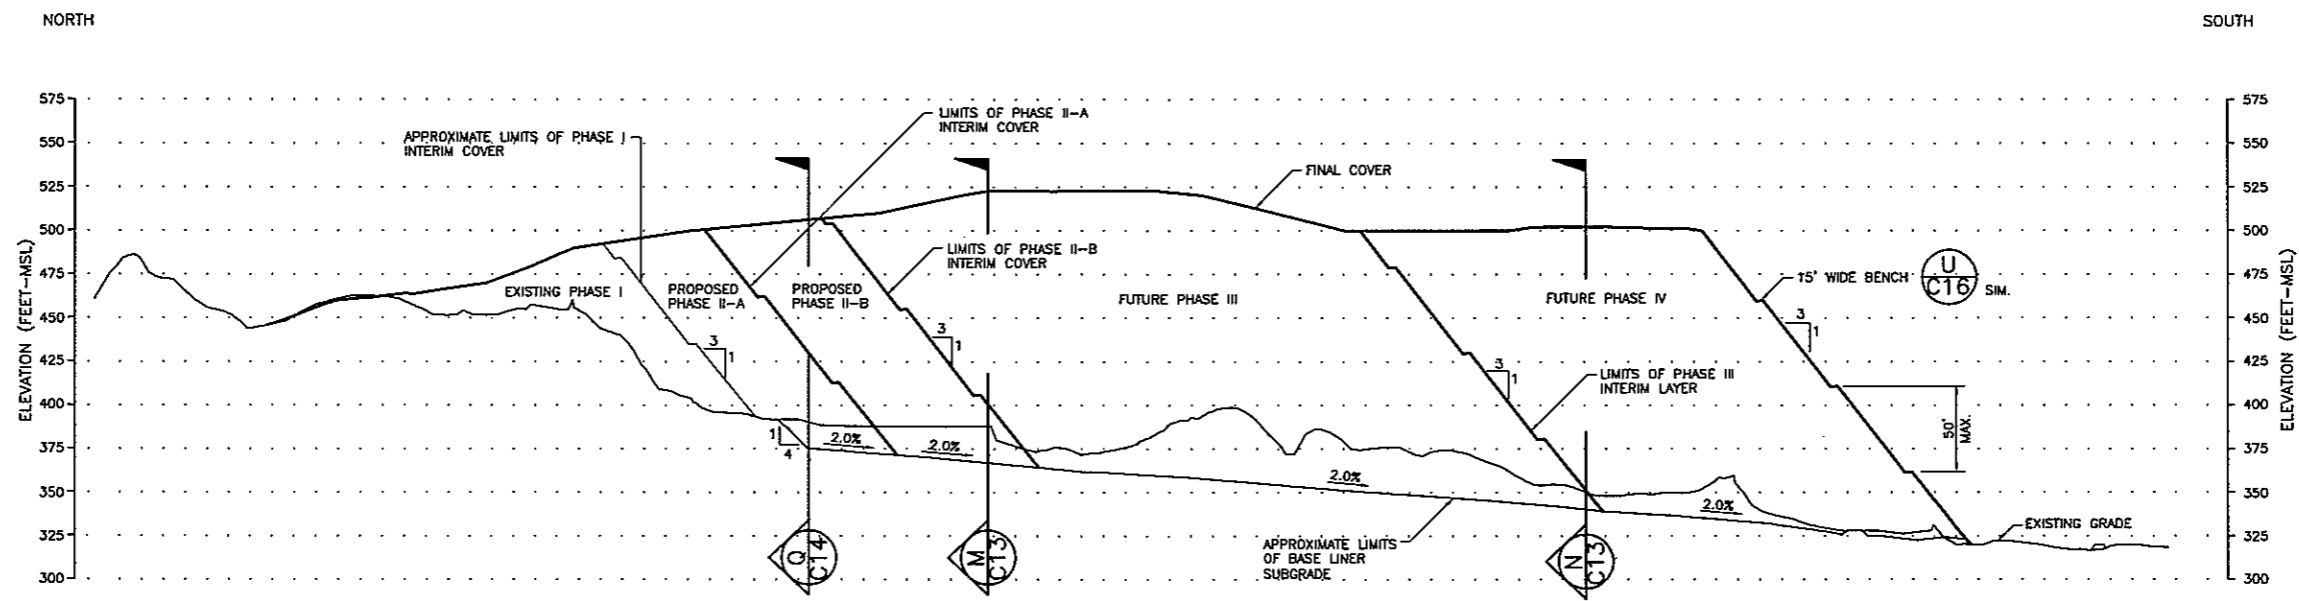 NORTH
SOUTH
575
550
525
500
475
450
425
400
375
350
325
300
ELEVATION (FEET-MSL)
APPROXIMATE LIMITS OF PHASE I
INTERIM COVER
LIMITS OF PHASE II-A
INTERIM COVER
FINAL COVER
LIMITS OF PHASE II-B
INTERIM COVER
EXISTING PHASE I
PROPOSED
PHASE II-A
PROPOSED
PHASE II-B
FUTURE PHASE III
FUTURE PHASE IV
15' WIDE BENCH
U
C16
SIM.
3
1
3
1
3
1
3
1
LIMITS OF PHASE III
INTERIM LAYER
50'
MAX.
1
4
2.0%
2.0%
2.0%
2.0%
APPROXIMATE LIMITS
OF BASE LINER
SUBGRADE
EXISTING GRADE
Q
C14
M
C13
N
C13
575
550
525
500
475
450
425
400
375
350
325
300
ELEVATION (FEET-MSL)